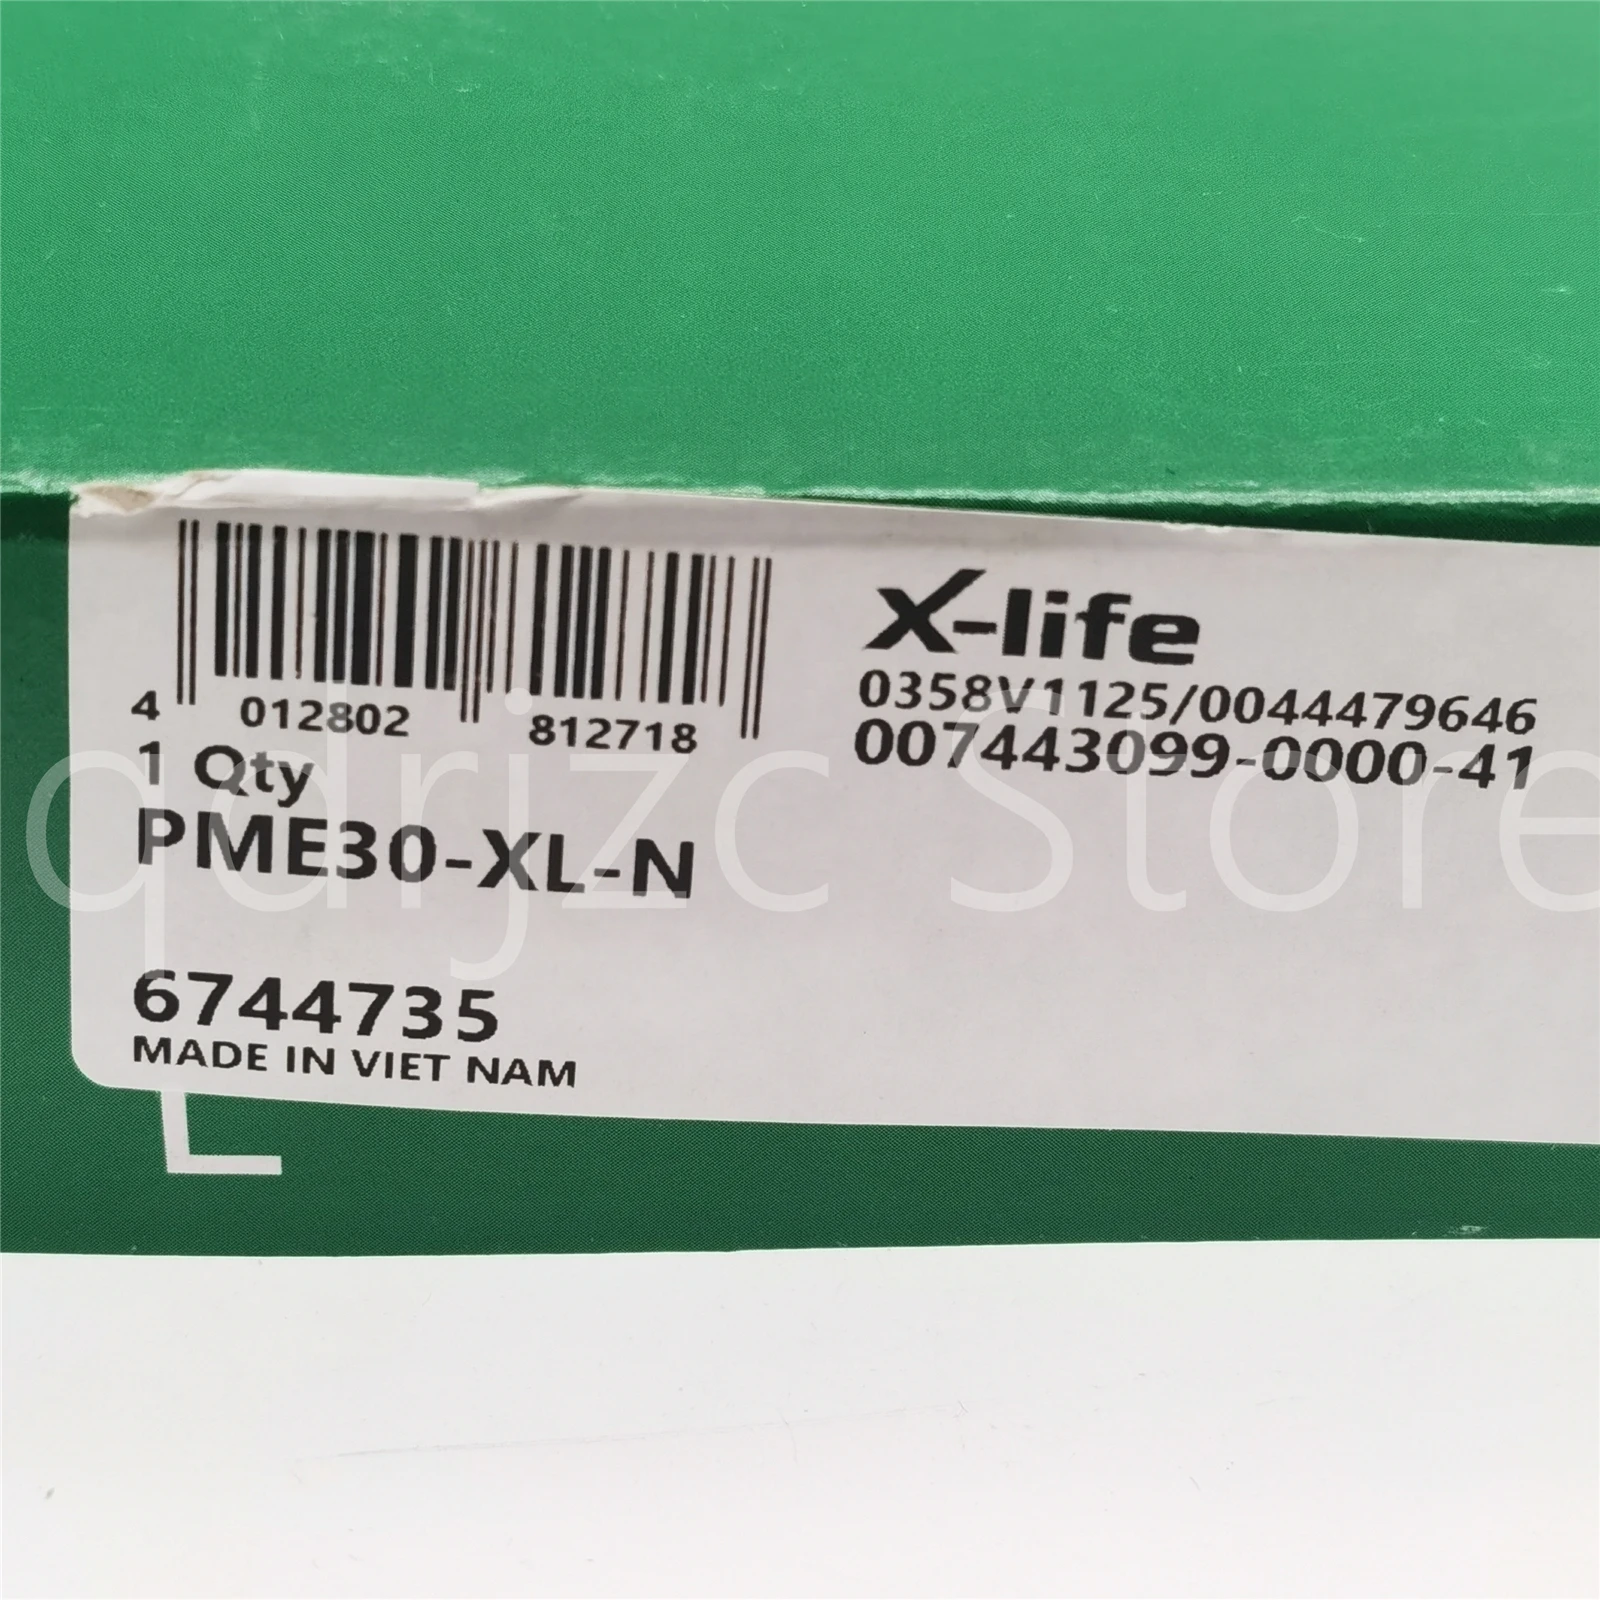 4 012802 812718
1 Qty
PME30-XL-N
6744735
MADE IN VIET NAM
X-life
0358V1125/0044479646
007443099-0000-41
qdrjzc Store